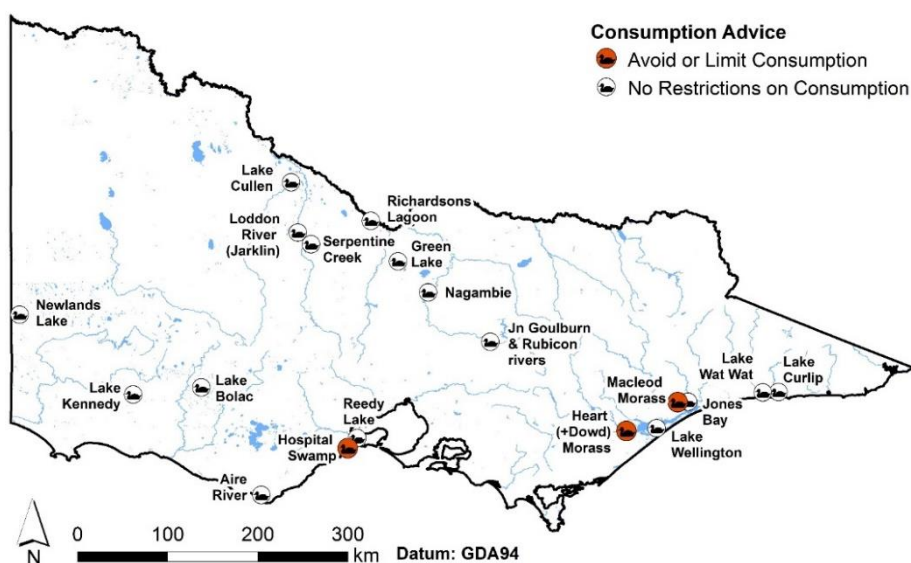 Consumption Advice
Avoid or Limit Consumption
No Restrictions on Consumption
Lake
Cullen
Richardsons
Lagoon
Loddon
River
(Jarklin)
Serpentine
Creek
Green
Lake
Nagambie
Newlands
Lake
Jn Goulburn
& Rubicon
rivers
Lake
Kennedy
Lake
Bolac
Reedy
Lake
Hospital
Swamp
Aire
River
Macleod
Morass
Heart
(+Dowd)
Morass
Lake
Wat Wat
Lake
Curlip
Jones
Bay
Lake
Wellington
N
0 100 200 300
km
Datum: GDA94